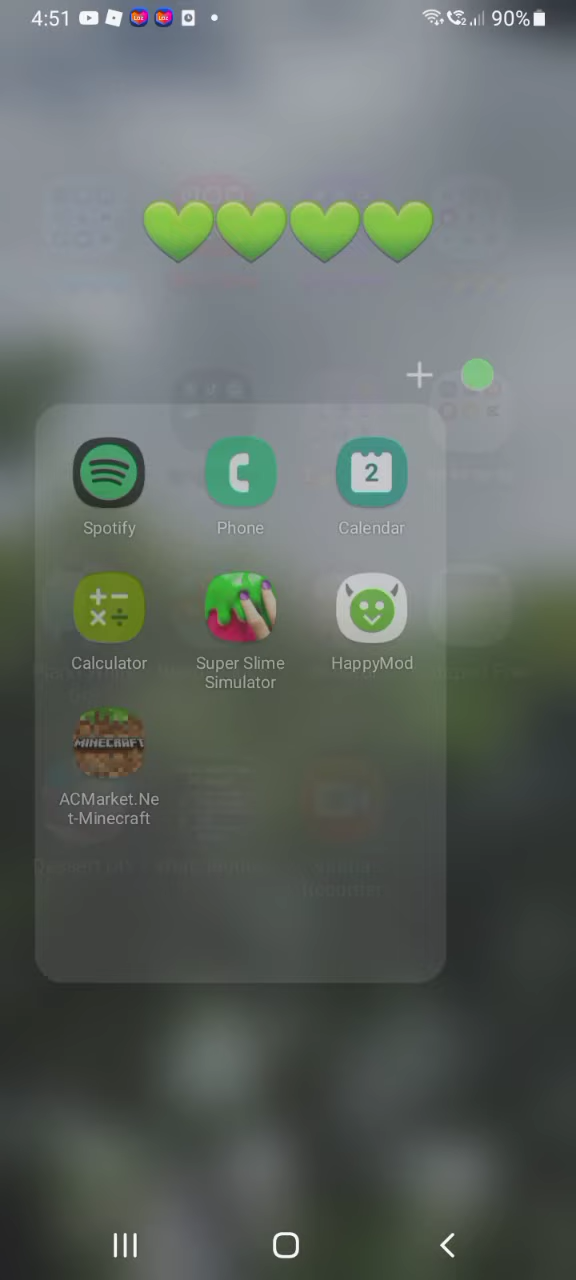 4:51
90%
💚💚💚💚
Spotify
Phone
2
Calendar
Calculator
Super Slime
Simulator
HappyMod
MINECRAFT
ACMarket.Ne
t-Minecraft